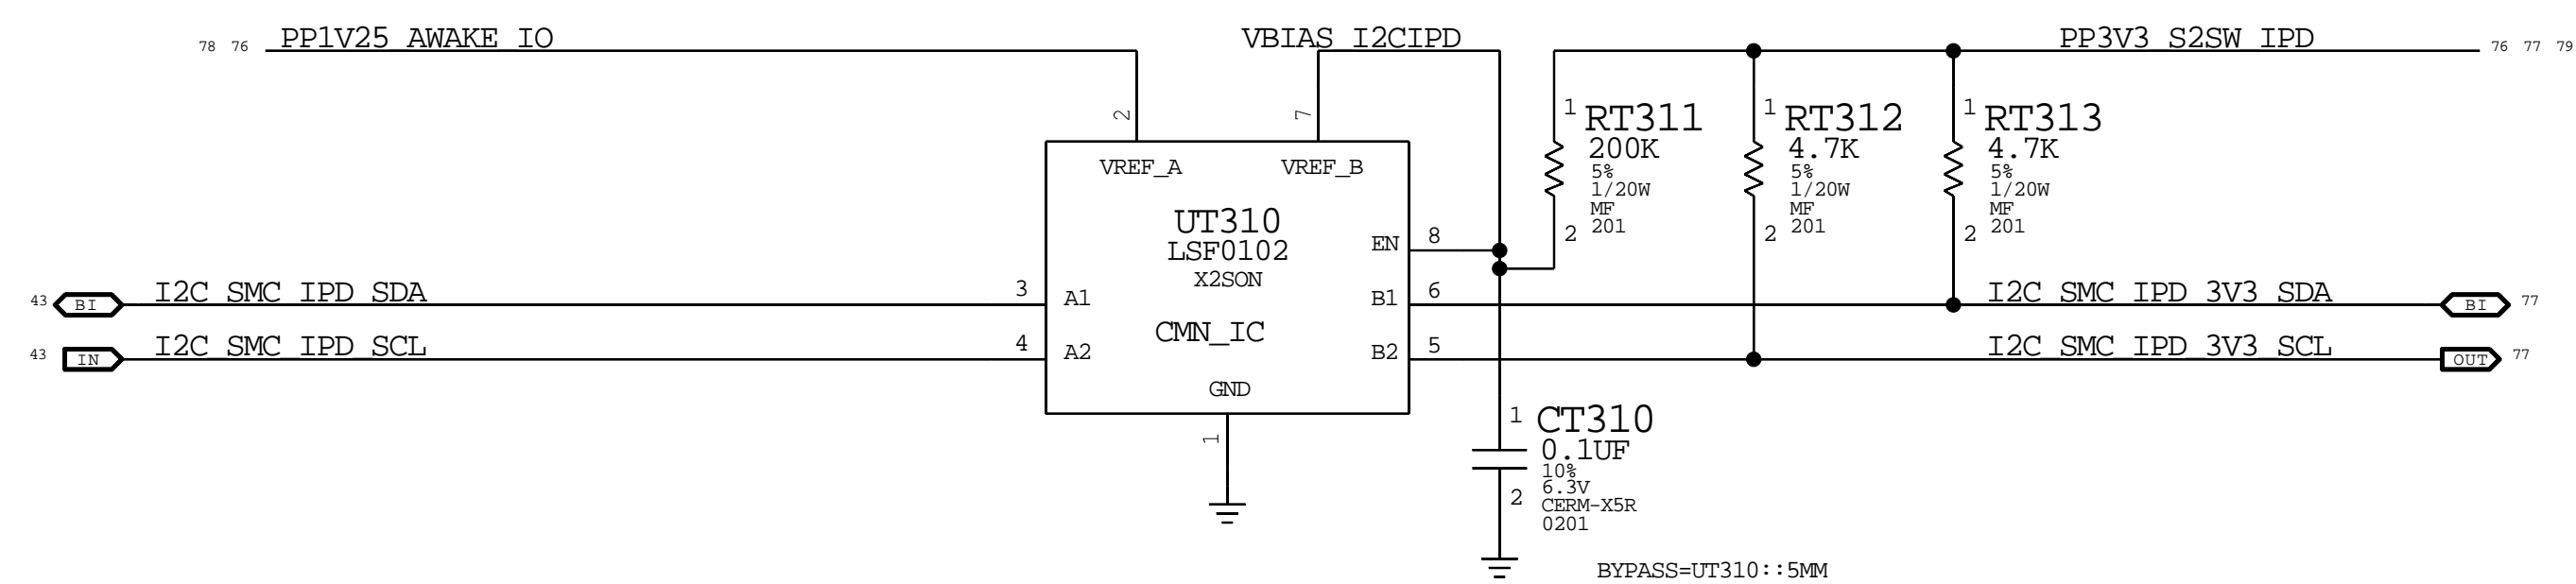 78 76 PP1V25_AWAKE_IO
VBIAS_I2CIPD
PP3V3_S2SW_IPD 76 77 79
2
7
VREF_A
VREF_B
UT310
LSF0102
X2SON
CMN_IC
GND
1
EN 8
3 A1
B1 6
4 A2
B2 5
1 RT311
200K
5%
1/20W
MF
2 201
1 RT312
4.7K
5%
1/20W
MF
2 201
1 RT313
4.7K
5%
1/20W
MF
2 201
43 BI I2C_SMC_IPD_SDA
I2C_SMC_IPD_3V3_SDA BI 77
43 IN I2C_SMC_IPD_SCL
I2C_SMC_IPD_3V3_SCL OUT 77
1 CT310
0.1UF
10%
6.3V
2 CERM-X5R
0201
BYPASS=UT310::5MM